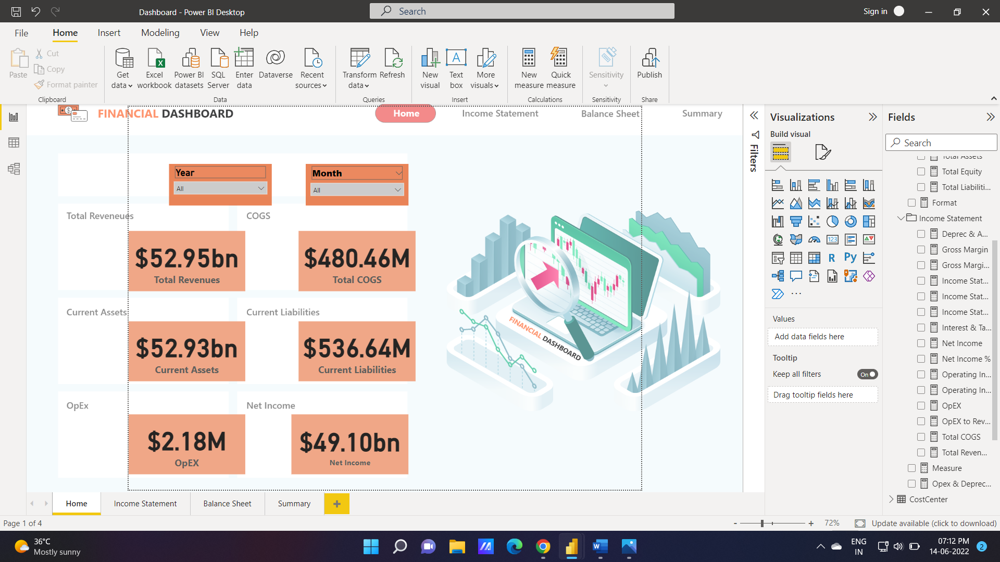 Dashboard - Power BI Desktop
Search
Sign in
File
Home
Insert
Modeling
View
Help
Paste
Cut
Copy
Format painter
Clipboard
Get data
Excel workbook
Power BI datasets
SQL Server
Enter data
Dataverse
Recent sources
Data
Transform data
Refresh
Queries
New visual
Text box
More visuals
Insert
New measure
Quick measure
Calculations
Sensitivity
Sensitivity
Publish
Share
FINANCIAL DASHBOARD
Home
Income Statement
Balance Sheet
Summary
Year
All
Month
All
Total Reveneues
$52.95bn
Total Revenues
COGS
$480.46M
Total COGS
Current Assets
$52.93bn
Current Assets
Current Liabilities
$536.64M
Current Liabilities
OpEx
$2.18M
OpEX
Net Income
$49.10bn
Net Income
FINANCIAL DASHBOARD
Filters
Visualizations
Build visual
123
R
Py
...
Values
Add data fields here
Tooltip
Keep all filters
On
Drag tooltip fields here
Fields
Search
Total Assets
Total Equity
Total Liabiliti...
Format
Income Statement
Deprec & A...
Gross Margin
Gross Margi...
Income Stat...
Income Stat...
Income Stat...
Interest & Ta...
Net Income
Net Income %
Operating In...
Operating In...
OpEX
OpEX to Rev...
Total COGS
Total Reven...
Measure
Opex & Deprec...
CostCenter
Home
Income Statement
Balance Sheet
Summary
+
Page 1 of 4
- + 72%
Update available (click to download)
36°C
Mostly sunny
ENG
IN
07:12 PM
14-06-2022
2